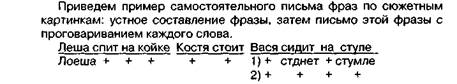 Приведем пример самостоятельного письма фраз по сюжетным
картинкам: устное составление фразы, затем письмо этой фразы с
проговариванием каждого слова.
Леша спит на койке Костя стоит Вася сидит на стуле
Лоеша + + + + + 1) + стднет + стумле
2) + + + +